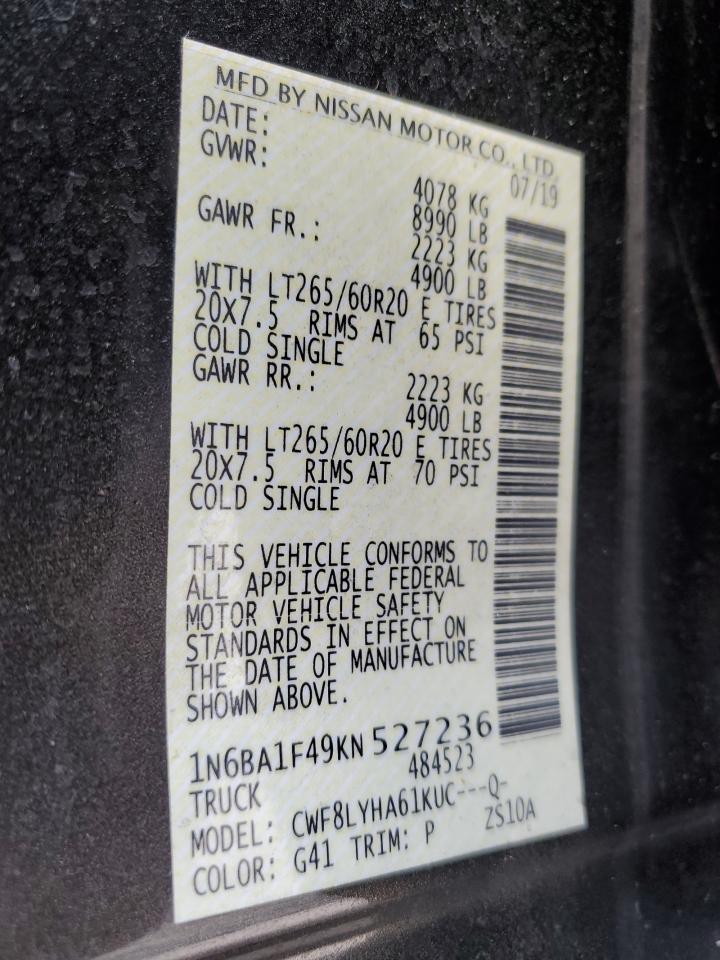 MFD BY NISSAN MOTOR CO., LTD.
DATE: 07/19
GVWR: 4078 KG
8990 LB
GAWR FR.: 2223 KG
4900 LB
WITH LT265/60R20 E TIRES
20X7.5 RIMS AT 65 PSI
COLD SINGLE
GAWR RR.: 2223 KG
4900 LB
WITH LT265/60R20 E TIRES
20X7.5 RIMS AT 70 PSI
COLD SINGLE
THIS VEHICLE CONFORMS TO
ALL APPLICABLE FEDERAL
MOTOR VEHICLE SAFETY
STANDARDS IN EFFECT ON
THE DATE OF MANUFACTURE
SHOWN ABOVE.
1N6BA1F49KN 527236
TRUCK 484523
MODEL: CWF8LYHA61KUC---Q-
COLOR: G41 TRIM: P ZS10A